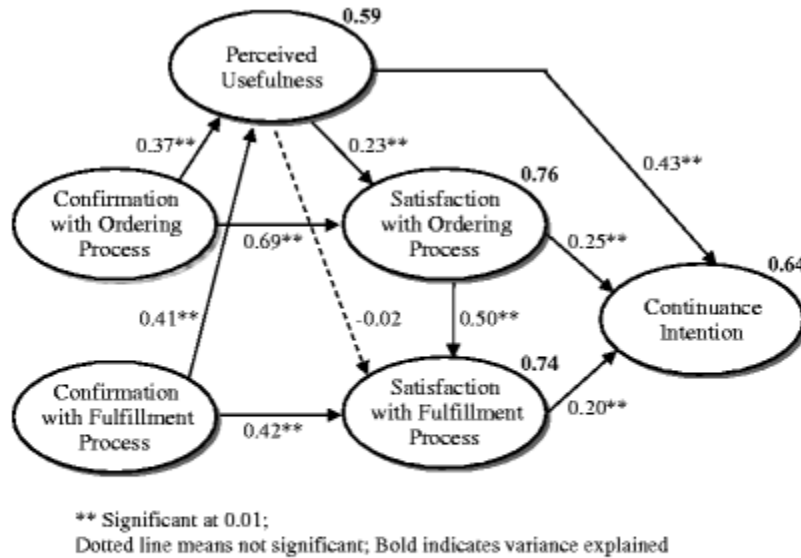 0.59
Perceived
Usefulness
0.37**
0.23**
0.43**
0.76
Confirmation
with Ordering
Process
Satisfaction
with Ordering
Process
0.69**
0.25**
0.64
Continuance
Intention
0.41**
-0.02
0.50**
0.74
Confirmation
with Fulfillment
Process
Satisfaction
with Fulfillment
Process
0.42**
0.20**
** Significant at 0.01;
Dotted line means not significant; Bold indicates variance explained